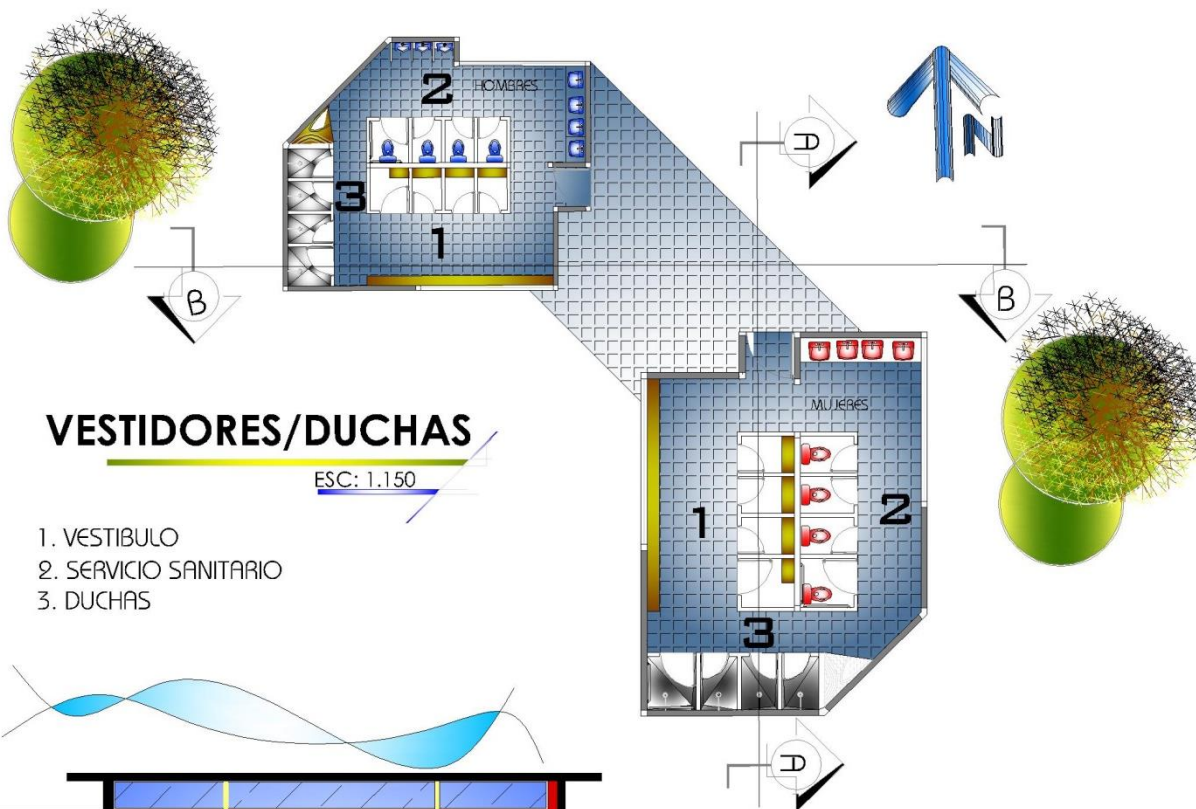 2 HOMBRES
3
1
A
N
B
B
MUJERES
1
2
3
A
VESTIDORES/DUCHAS
ESC: 1.150
1. VESTIBULO
2. SERVICIO SANITARIO
3. DUCHAS